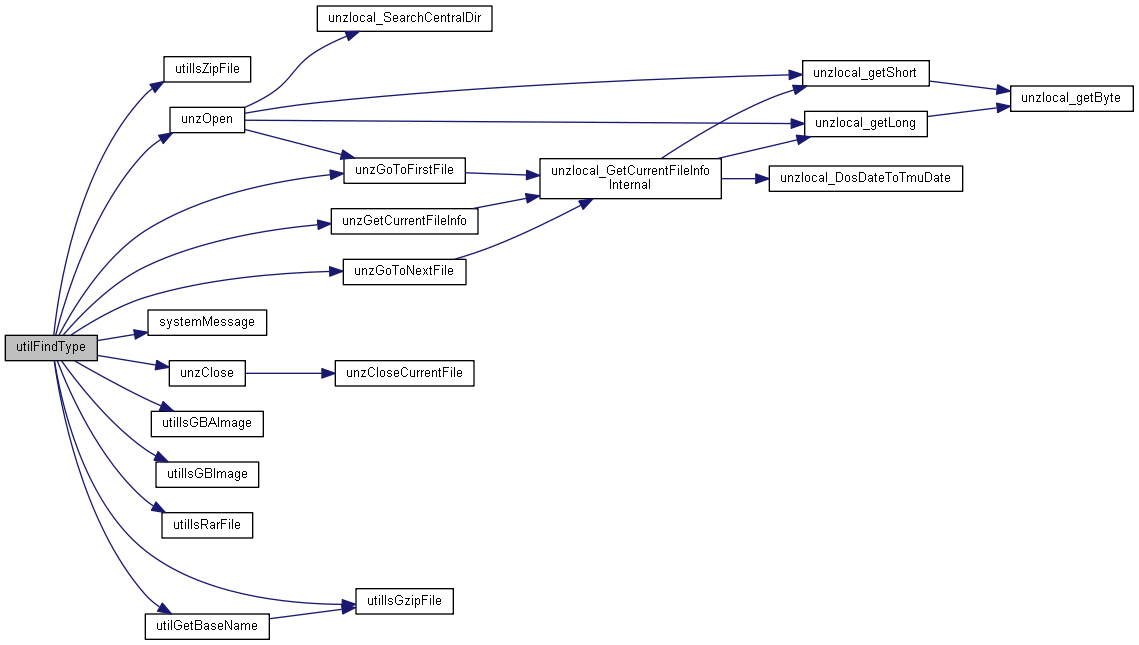 unzlocal_SearchCentralDir
utilIsZipFile
unzlocal_getShort
unzlocal_getByte
unzOpen
unzlocal_getLong
unzGoToFirstFile
unzlocal_GetCurrentFileInfo
Internal
unzlocal_DosDateToTmuDate
unzGetCurrentFileInfo
unzGoToNextFile
systemMessage
utilFindType
unzClose
unzCloseCurrentFile
utilIsGBAImage
utilIsGBImage
utilIsRarFile
utilIsGzipFile
utilGetBaseName